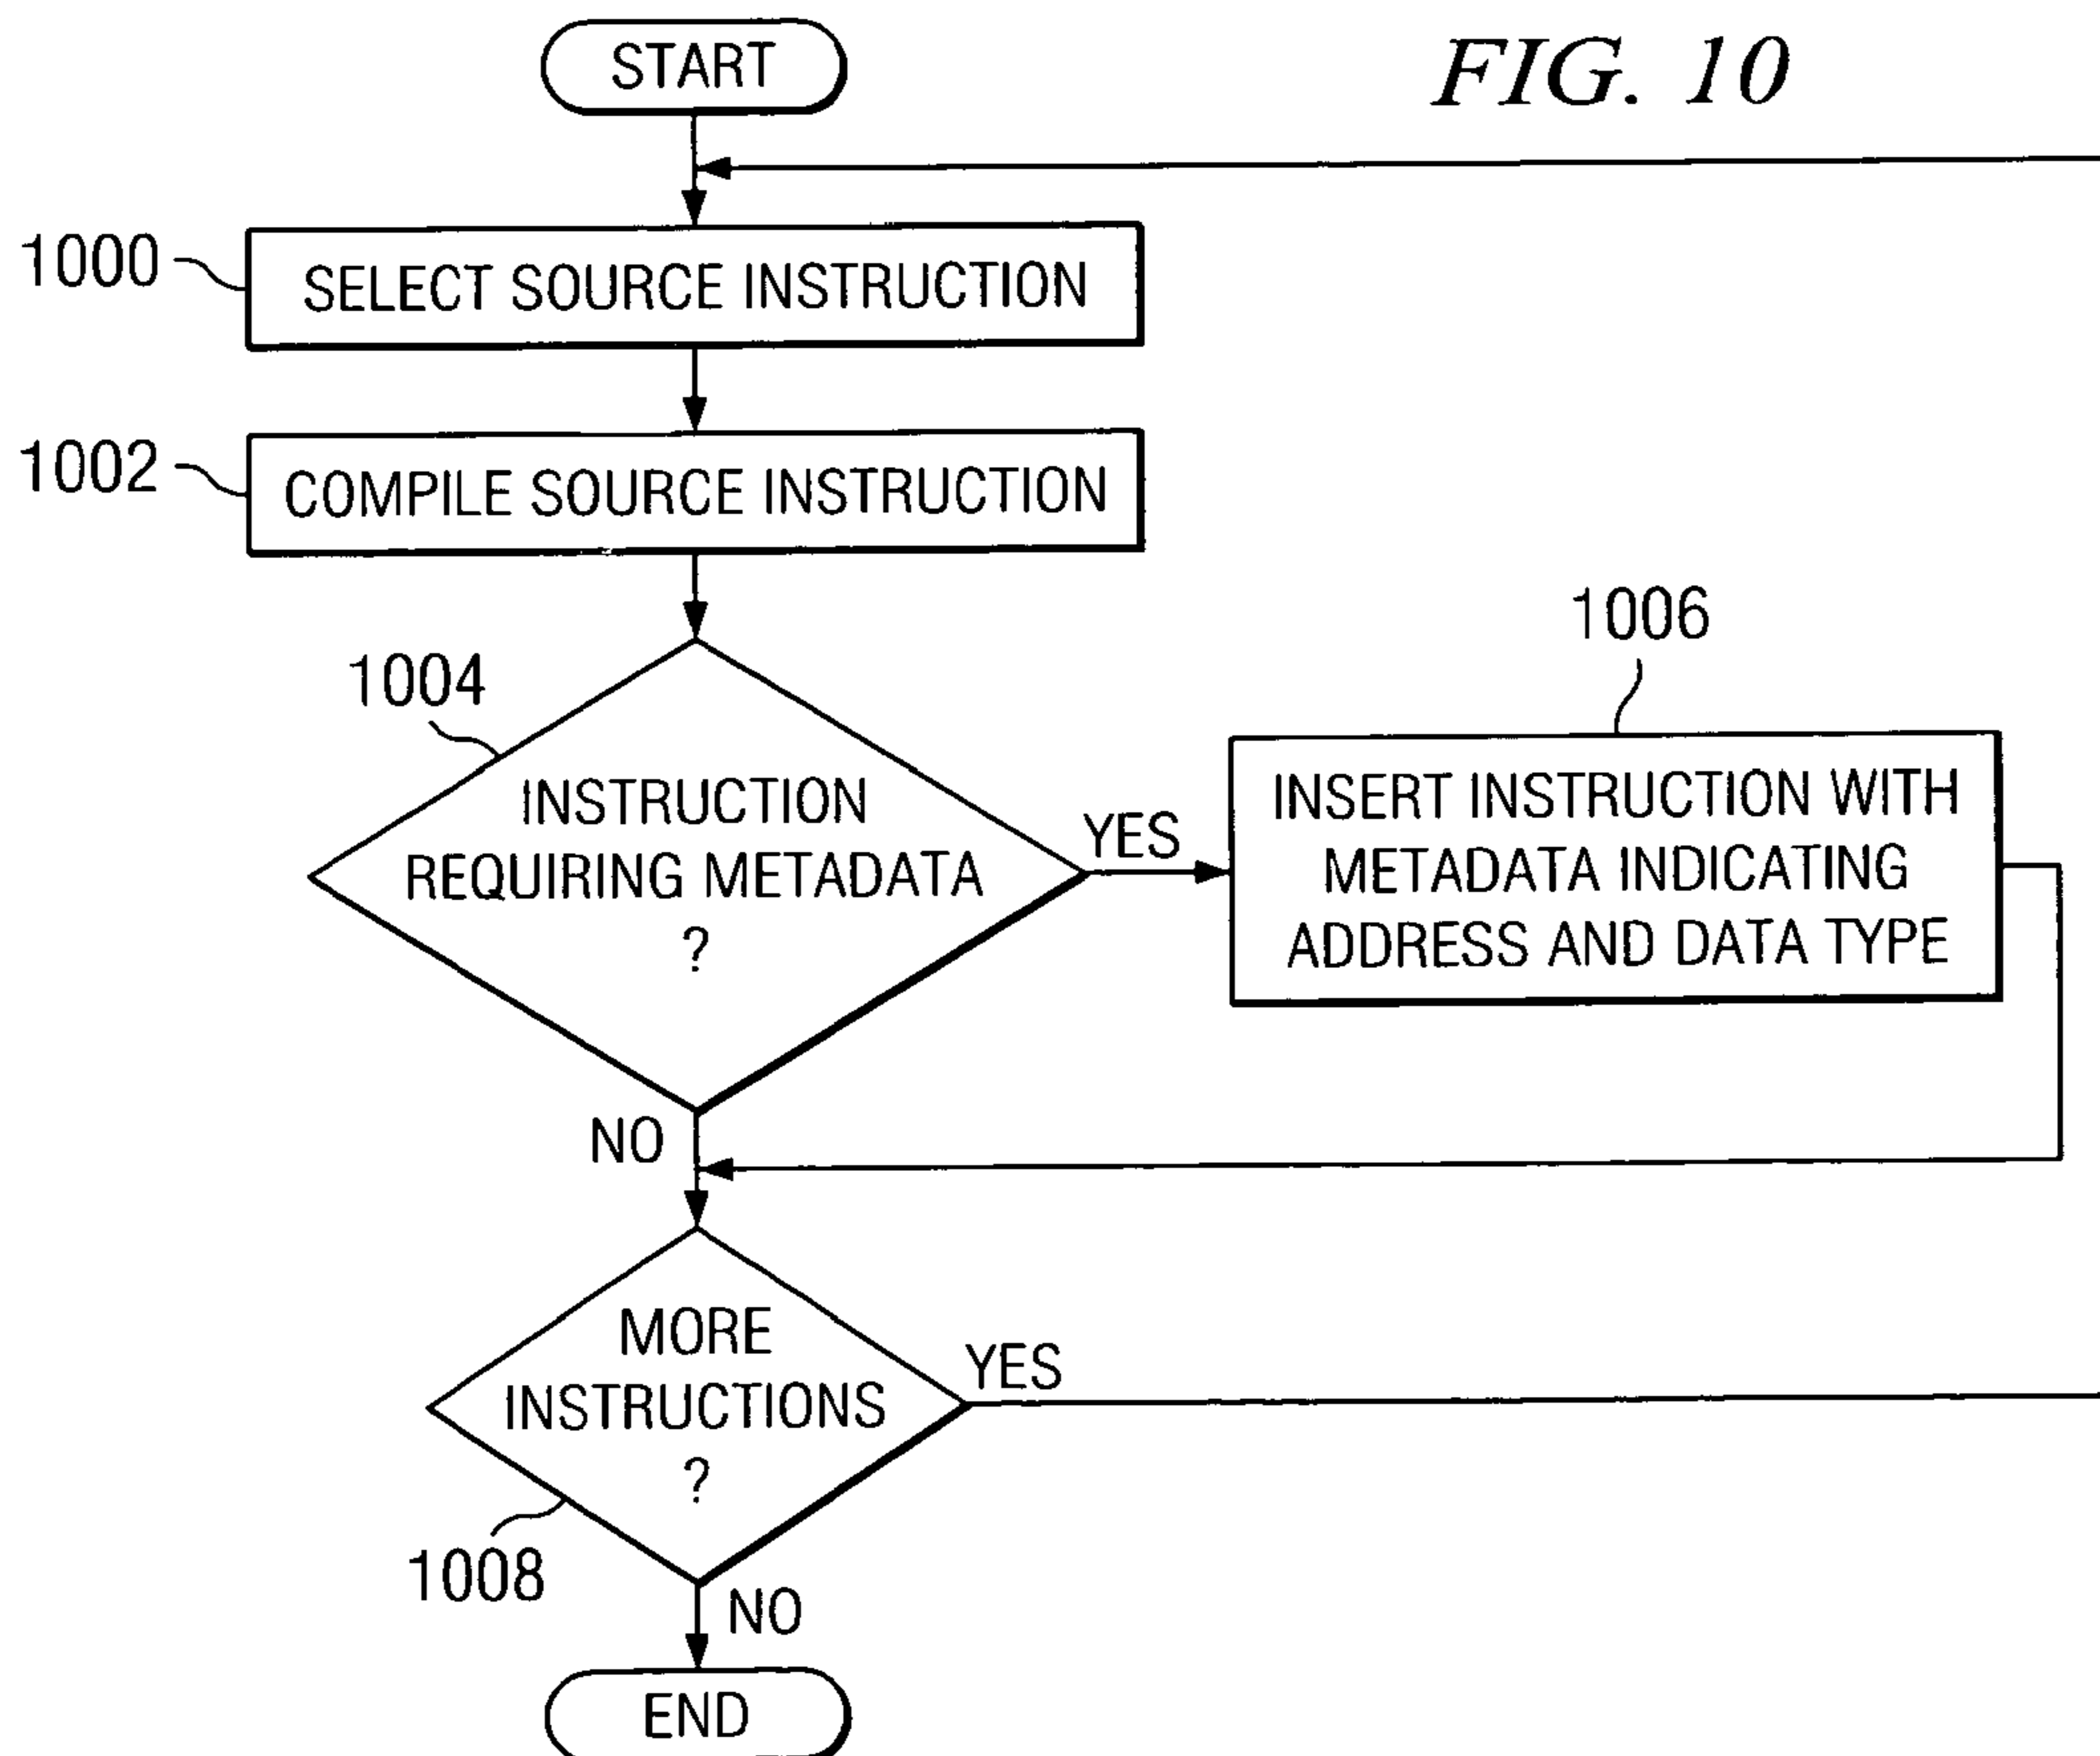 START
FIG. 10
1000
SELECT SOURCE INSTRUCTION
1002
COMPILE SOURCE INSTRUCTION
1004
INSTRUCTION
REQUIRING METADATA
?
YES
1006
INSERT INSTRUCTION WITH
METADATA INDICATING
ADDRESS AND DATA TYPE
NO
MORE
INSTRUCTIONS
?
YES
1008
NO
END